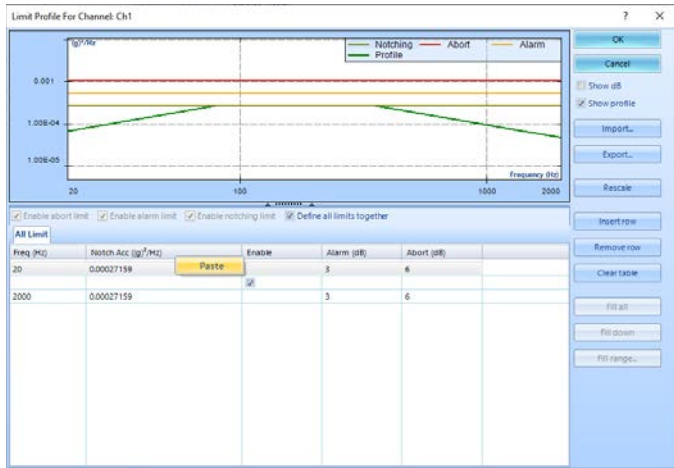 Limit Profile For Channel: Ch1
? X
(g)²/Hz
Notching Abort Alarm
Profile
0.001
1.00E-04
1.00E-05
Frequency (Hz)
20 100 1000 2000
OK
Cancel
Show dB
Show profile
Import...
Export...
Rescale
Insert row
Remove row
Clear table
Fill all
Fill down
Fill range...
Enable abort limit Enable alarm limit Enable notching limit Define all limits together
All Limit
Freq (Hz) Notch Acc ((g)²/Hz) Enable Alarm (dB) Abort (dB)
20 0.00027159 Paste 3 6
2000 0.00027159 3 6